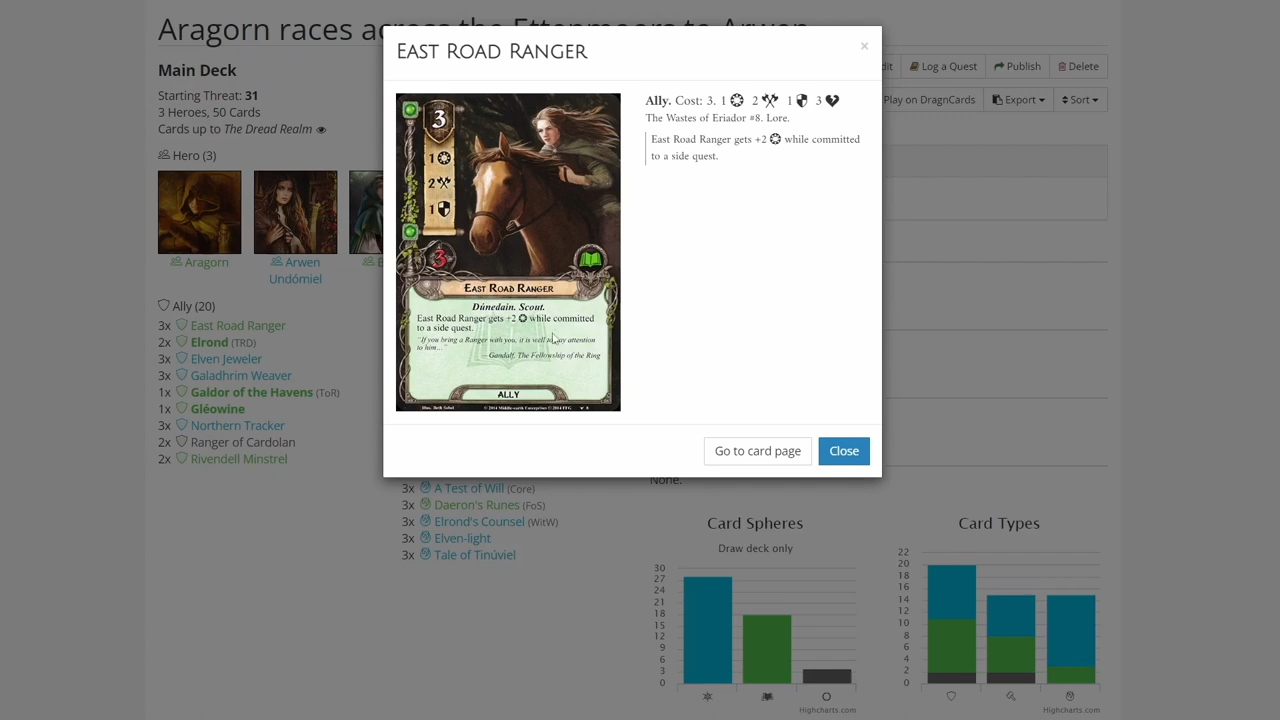 Aragorn races across the Ettenmoors to Arwen
Main Deck
Starting Threat: 31
3 Heroes, 50 Cards
Cards up to The Dread Realm
Hero (3)
Aragorn
Arwen
Undómiel
Ally (20)
3x East Road Ranger
2x Elrond (TRD)
3x Elven Jeweler
3x Galadhrim Weaver
1x Galdor of the Havens (ToR)
1x Gléowine
3x Northern Tracker
2x Ranger of Cardolan
2x Rivendell Minstrel
3x A Test of Will (Core)
3x Daeron's Runes (FoS)
3x Elrond's Counsel (WitW)
3x Elven-light
3x Tale of Tinúviel
Log a Quest
Publish
Delete
Play on DragnCards
Export
Sort
East Road Ranger
×
3
1
2
1
3
East Road Ranger
Dúnedain. Scout.
East Road Ranger gets +2 while committed
to a side quest.
"If you bring a Ranger with you, it is well to pay attention
to him..."
—Gandalf, The Fellowship of the Ring
ALLY
Illus. Beth Sobel
© 2014 Middle-earth Enterprises © 2014 FFG
8
Ally. Cost: 3. 1 2 1 3
The Wastes of Eriador #8. Lore.
East Road Ranger gets +2 while committed
to a side quest.
Go to card page
Close
None.
Card Spheres
Draw deck only
30
27
24
21
18
15
12
9
6
3
0
Highcharts.com
Card Types
22
20
18
16
14
12
10
8
6
4
2
0
Highcharts.com